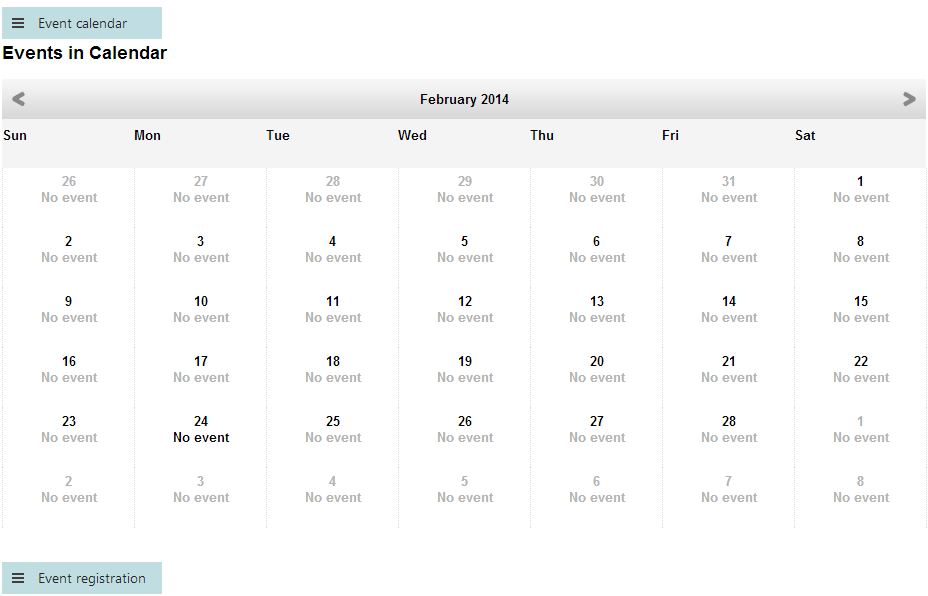 Event calendar
Events in Calendar
February 2014
Sun Mon Tue Wed Thu Fri Sat
26 27 28 29 30 31 1
No event No event No event No event No event No event No event
2 3 4 5 6 7 8
No event No event No event No event No event No event No event
9 10 11 12 13 14 15
No event No event No event No event No event No event No event
16 17 18 19 20 21 22
No event No event No event No event No event No event No event
23 24 25 26 27 28 1
No event No event No event No event No event No event No event
2 3 4 5 6 7 8
No event No event No event No event No event No event No event
Event registration